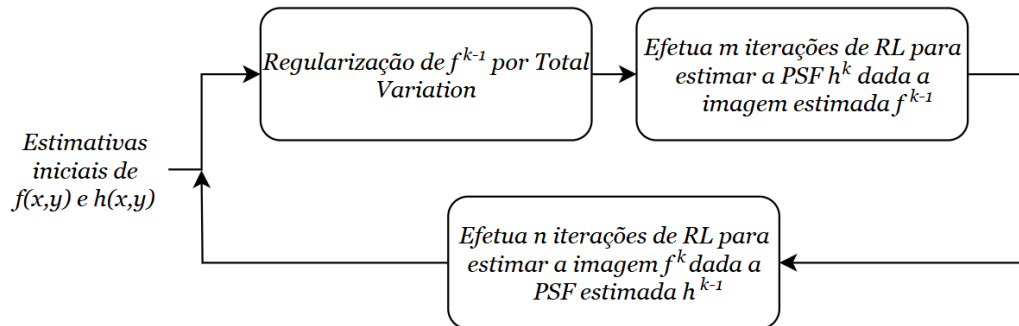 Estimativas
iniciais de
f(x,y) e h(x,y)
Regularização de f^{k-1} por Total
Variation
Efetua m iterações de RL para
estimar a PSF h^k dada a
imagem estimada f^{k-1}
Efetua n iterações de RL para
estimar a imagem f^k dada a
PSF estimada h^{k-1}